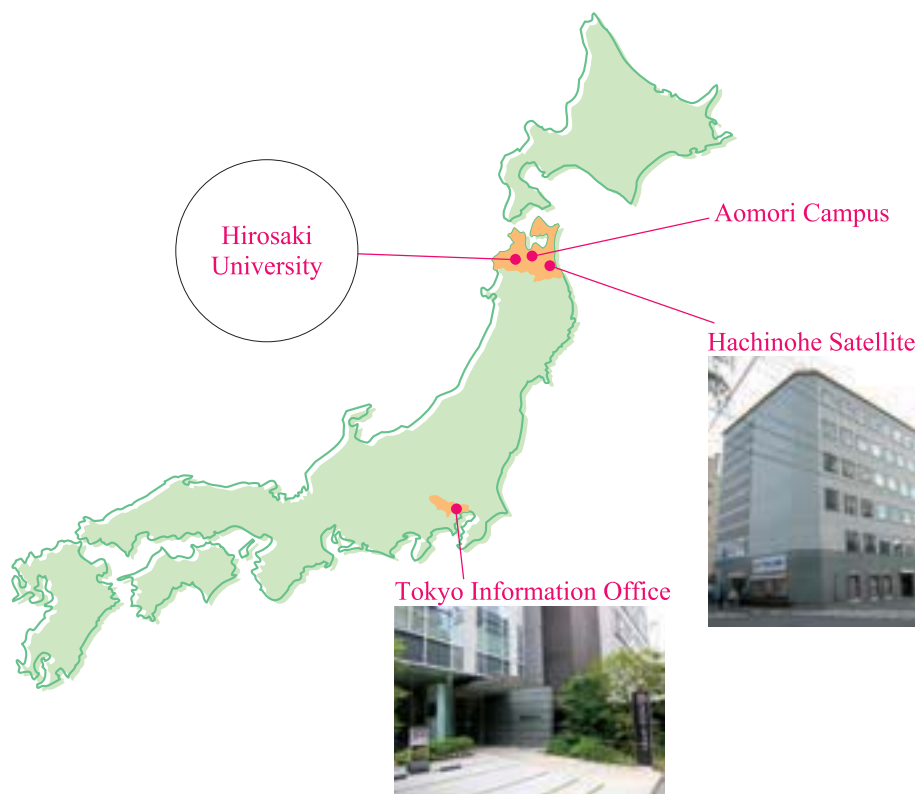 Hirosaki
University
Aomori Campus
Hachinohe Satellite
Tokyo Information Office